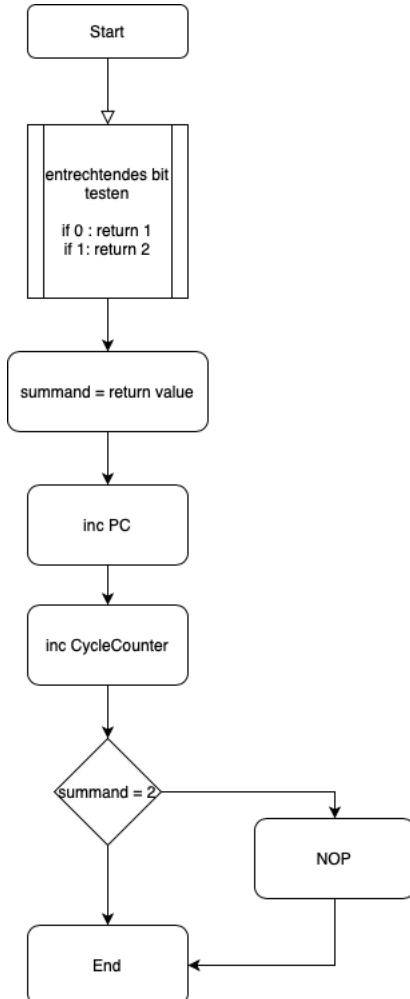 Start
entrechtendes bit
testen
if 0 : return 1
if 1: return 2
summand = return value
inc PC
inc CycleCounter
summand = 2
NOP
End